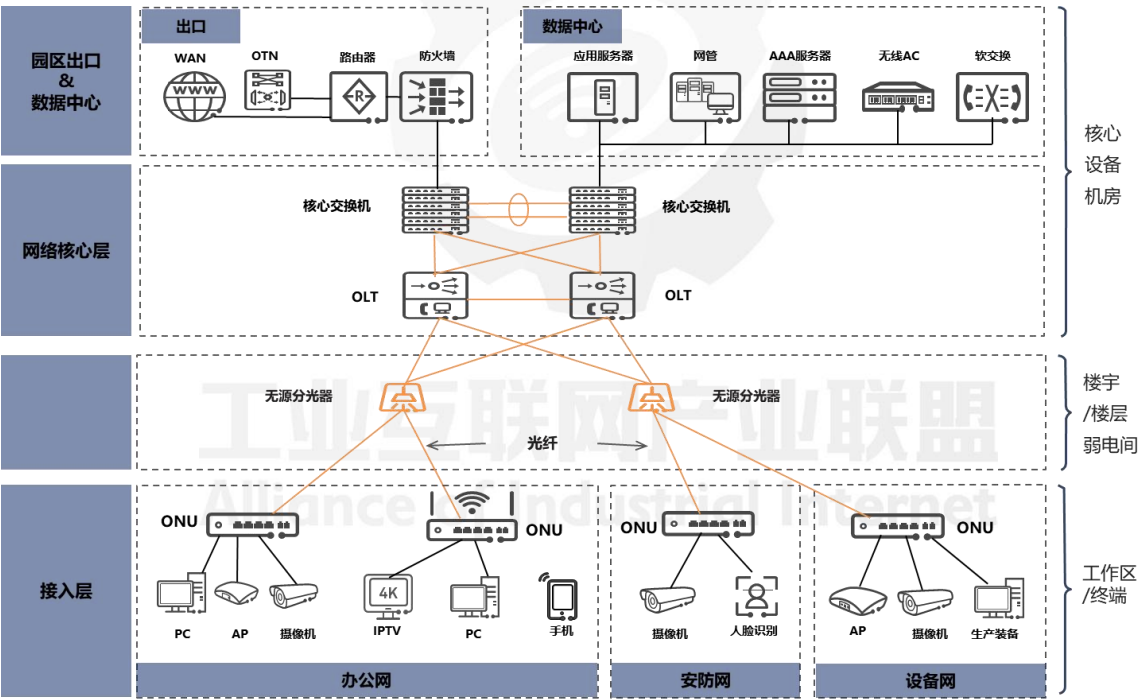 园区出口
&
数据中心
出口
WAN
WWW
OTN
路由器
R
防火墙
数据中心
应用服务器
网管
AAA服务器
无线AC
软交换
核心
设备
机房
网络核心层
核心交换机
核心交换机
OLT
OLT
无源分光器
无源分光器
光纤
楼宇
/楼层
弱电间
工业互联网产业联盟
Alliance of Industrial Internet
接入层
ONU
ONU
ONU
ONU
PC
AP
摄像机
4K
IPTV
PC
手机
摄像机
人脸识别
AP
摄像机
生产装备
工作区
/终端
办公网
安防网
设备网